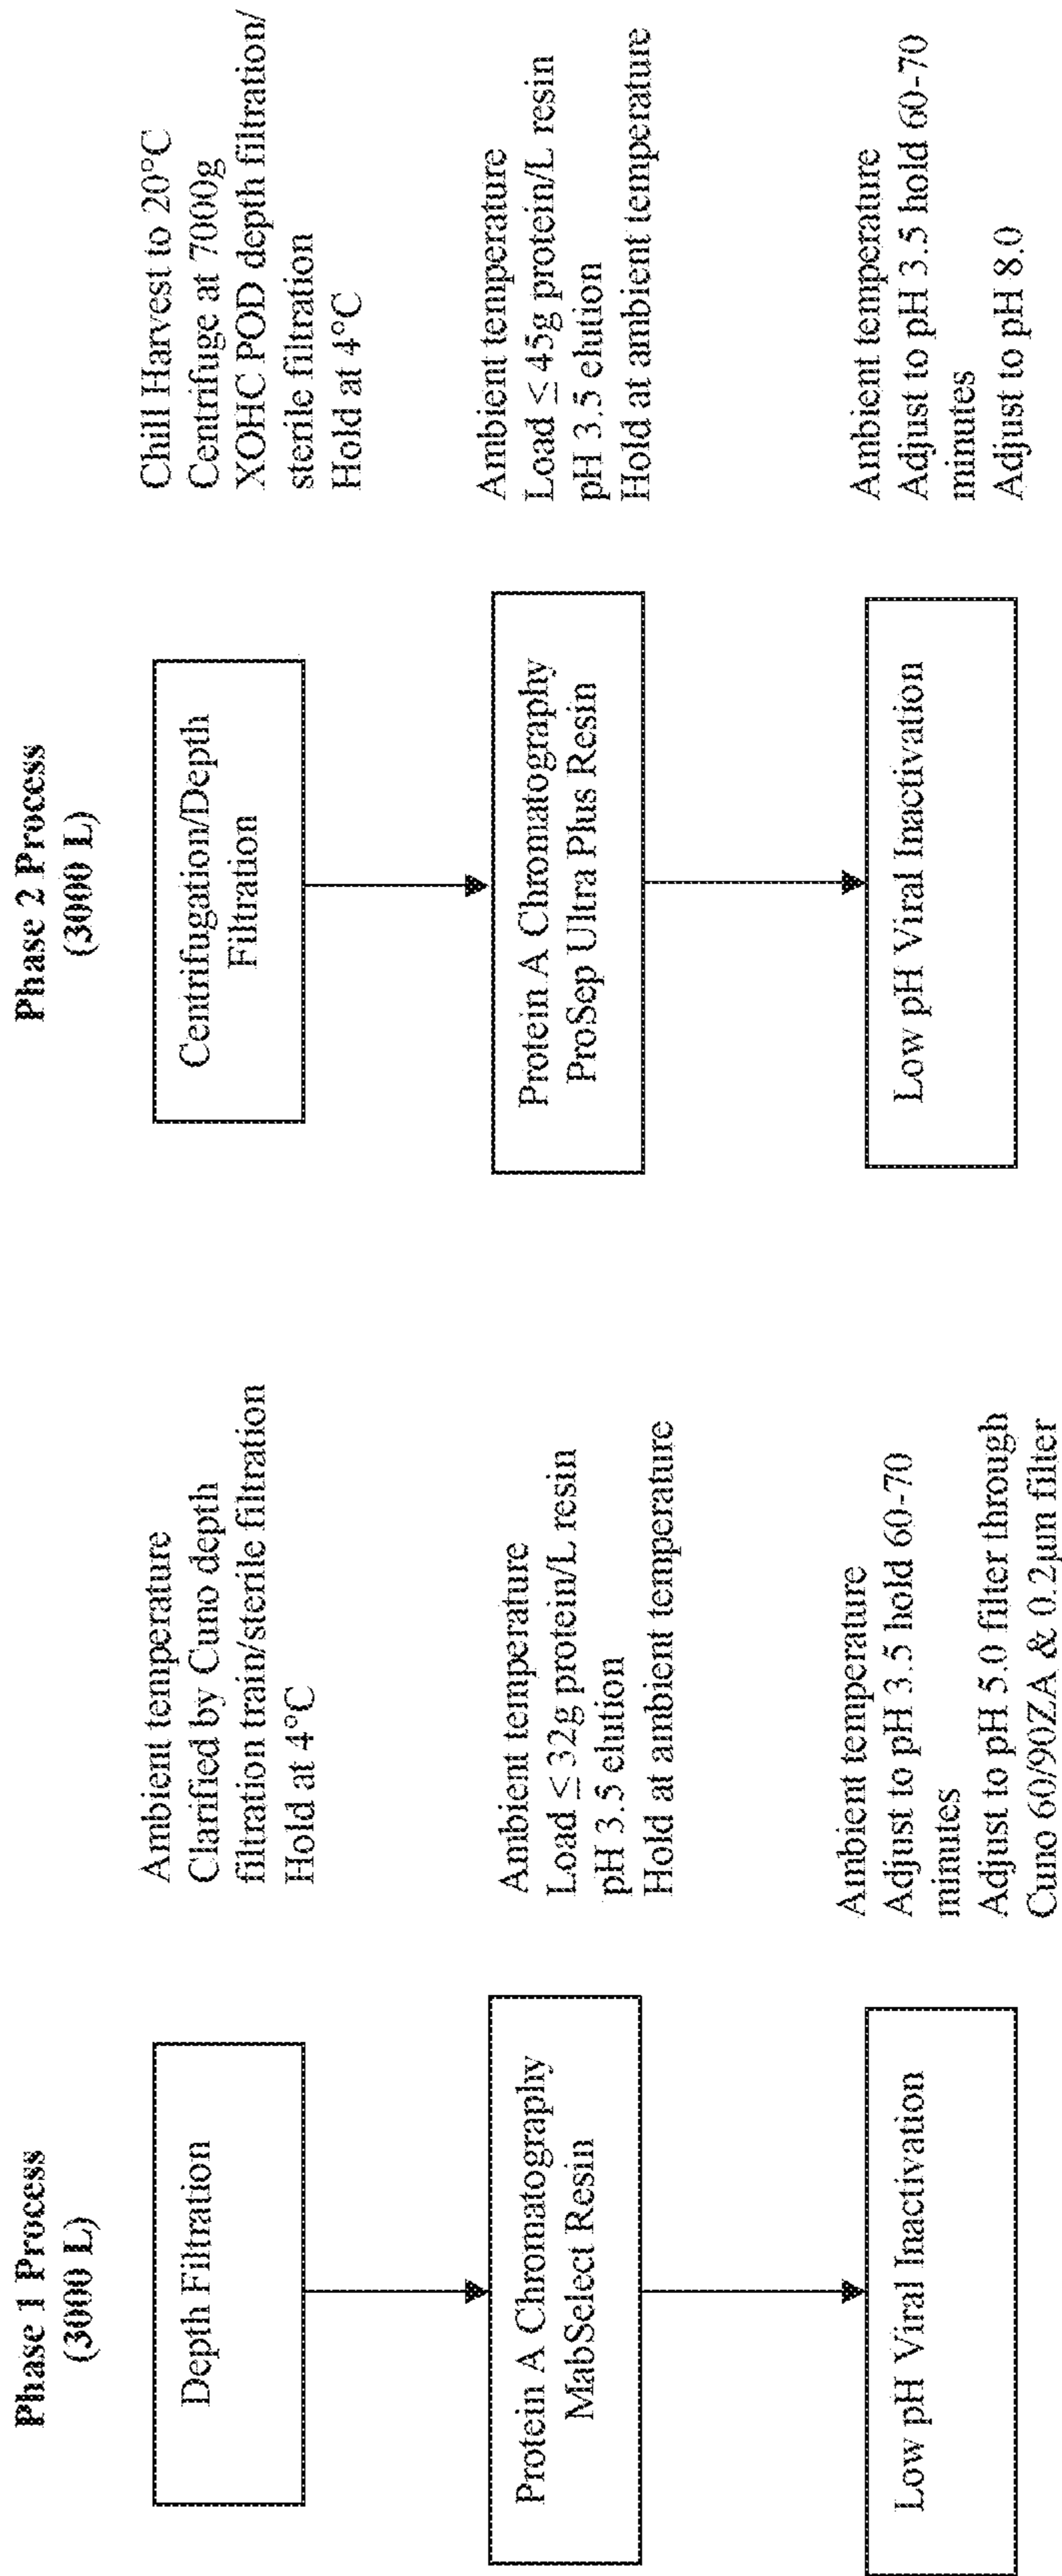 Phase 1 Process
(3000 L)
Depth Filtration
Ambient temperature
Clarified by Cuno depth
filtration train/sterile filtration
Hold at 4°C
Protein A Chromatography
MabSelect Resin
Ambient temperature
Load ≤ 32g protein/L resin
pH 3.5 elution
Hold at ambient temperature
Low pH Viral Inactivation
Ambient temperature
Adjust to pH 3.5 hold 60-70
minutes
Adjust to pH 5.0 filter through
Cuno 60/90ZA & 0.2μm filter
Phase 2 Process
(3000 L)
Centrifugation/Depth
Filtration
Chill Harvest to 20°C
Centrifuge at 7000g
XOHC POD depth filtration/
sterile filtration
Hold at 4°C
Protein A Chromatography
ProSep Ultra Plus Resin
Ambient temperature
Load ≤ 45g protein/L resin
pH 3.5 elution
Hold at ambient temperature
Low pH Viral Inactivation
Ambient temperature
Adjust to pH 3.5 hold 60-70
minutes
Adjust to pH 8.0